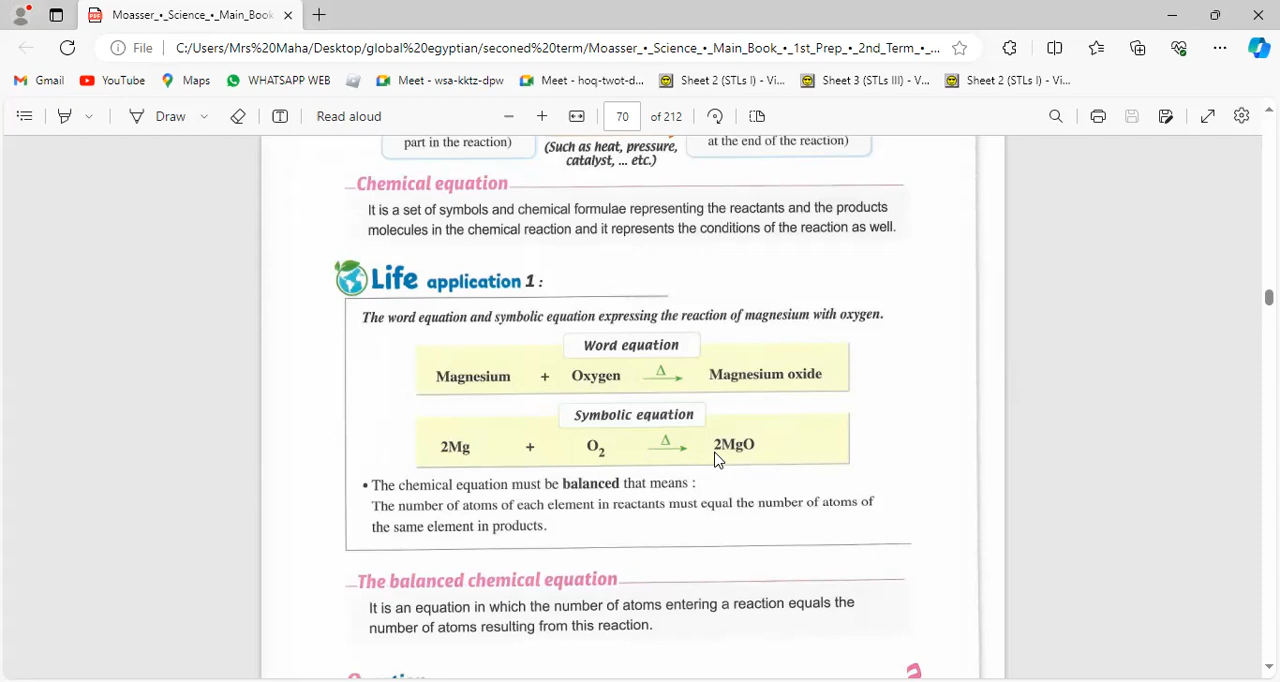 Moasser_•_Science_•_Main_Book
File C:/Users/Mrs%20Maha/Desktop/global%20egyptian/seconed%20term/Moasser_•_Science_•_Main_Book_•_1st_Prep_•_2nd_Term_•_...
Gmail YouTube Maps WHATSAPP WEB Meet - wsa-kktz-dpw Meet - hoq-twot-d... Sheet 2 (STLs I) - Vi... Sheet 3 (STLs III) - V... Sheet 2 (STLs I) - Vi...
Draw Read aloud 70 of 212
part in the reaction) (Such as heat, pressure, at the end of the reaction)
catalyst, ... etc.)
Chemical equation
It is a set of symbols and chemical formulae representing the reactants and the products
molecules in the chemical reaction and it represents the conditions of the reaction as well.
Life application 1 :
The word equation and symbolic equation expressing the reaction of magnesium with oxygen.
Word equation
Magnesium + Oxygen Δ→ Magnesium oxide
Symbolic equation
2Mg + O₂ Δ→ 2MgO
• The chemical equation must be balanced that means :
The number of atoms of each element in reactants must equal the number of atoms of
the same element in products.
The balanced chemical equation
It is an equation in which the number of atoms entering a reaction equals the
number of atoms resulting from this reaction.